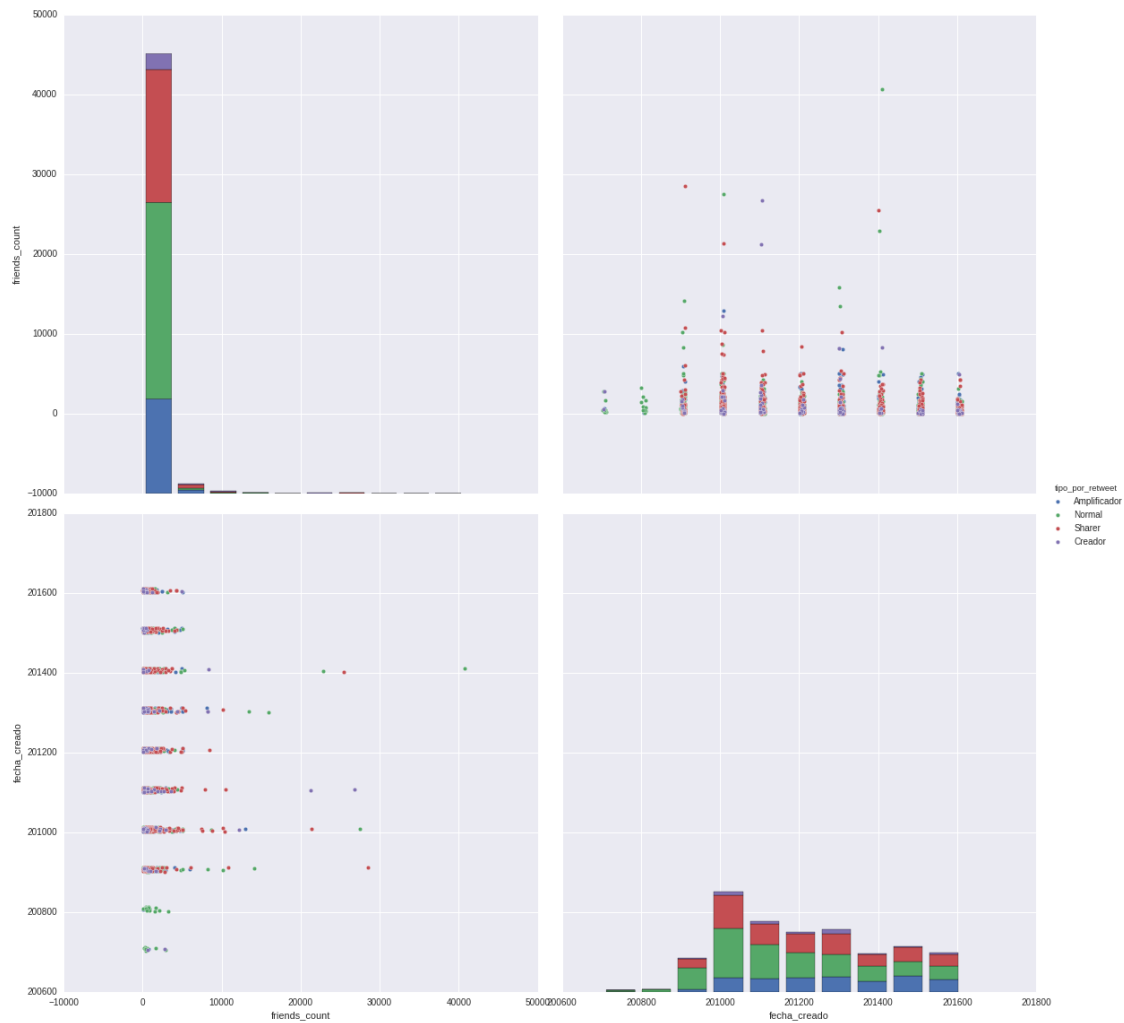 50000
40000
30000
friends_count
20000
10000
0
−10000
tipo_por_retweet
Amplificador
Normal
Sharer
Creador
201800
201600
201400
fecha_creado
201200
201000
200800
200600
−10000 0 10000 20000 30000 40000 50000
200600 200800 201000 201200 201400 201600 201800
friends_count
fecha_creado